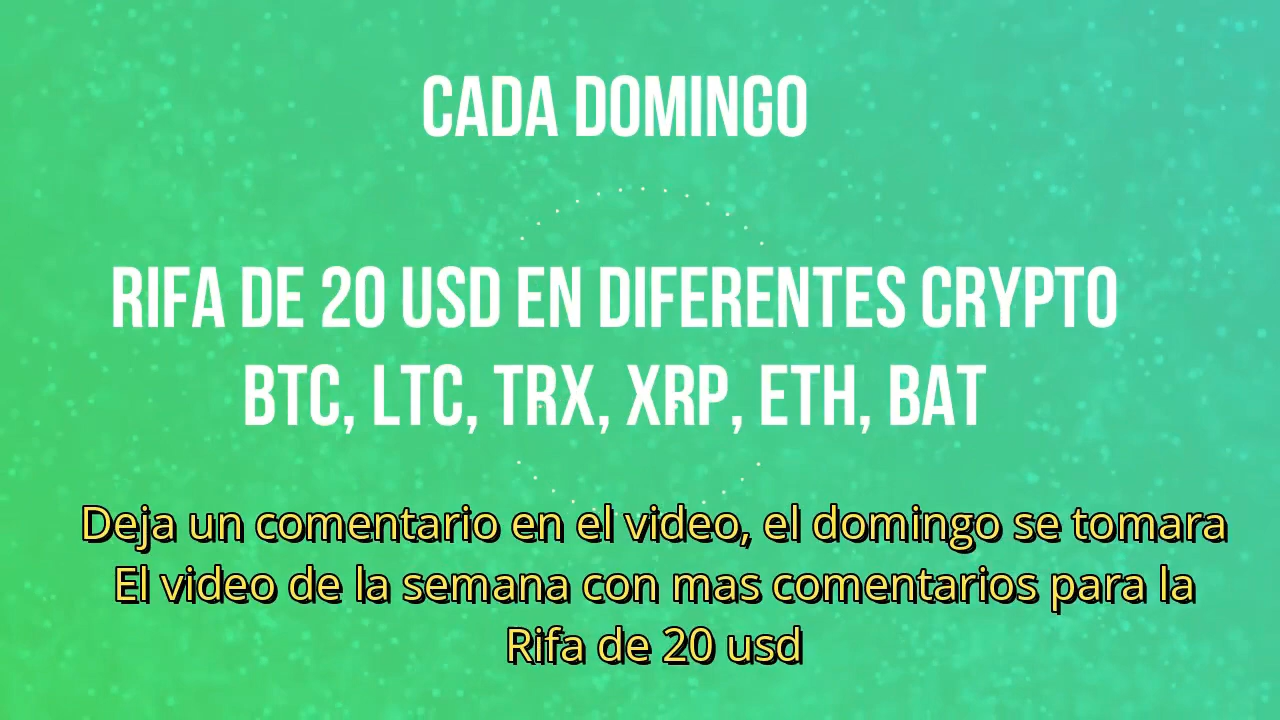 CADA DOMINGO
RIFA DE 20 USD EN DIFERENTES CRYPTO
BTC, LTC, TRX, XRP, ETH, BAT
Deja un comentario en el video, el domingo se tomara
El video de la semana con mas comentarios para la
Rifa de 20 usd